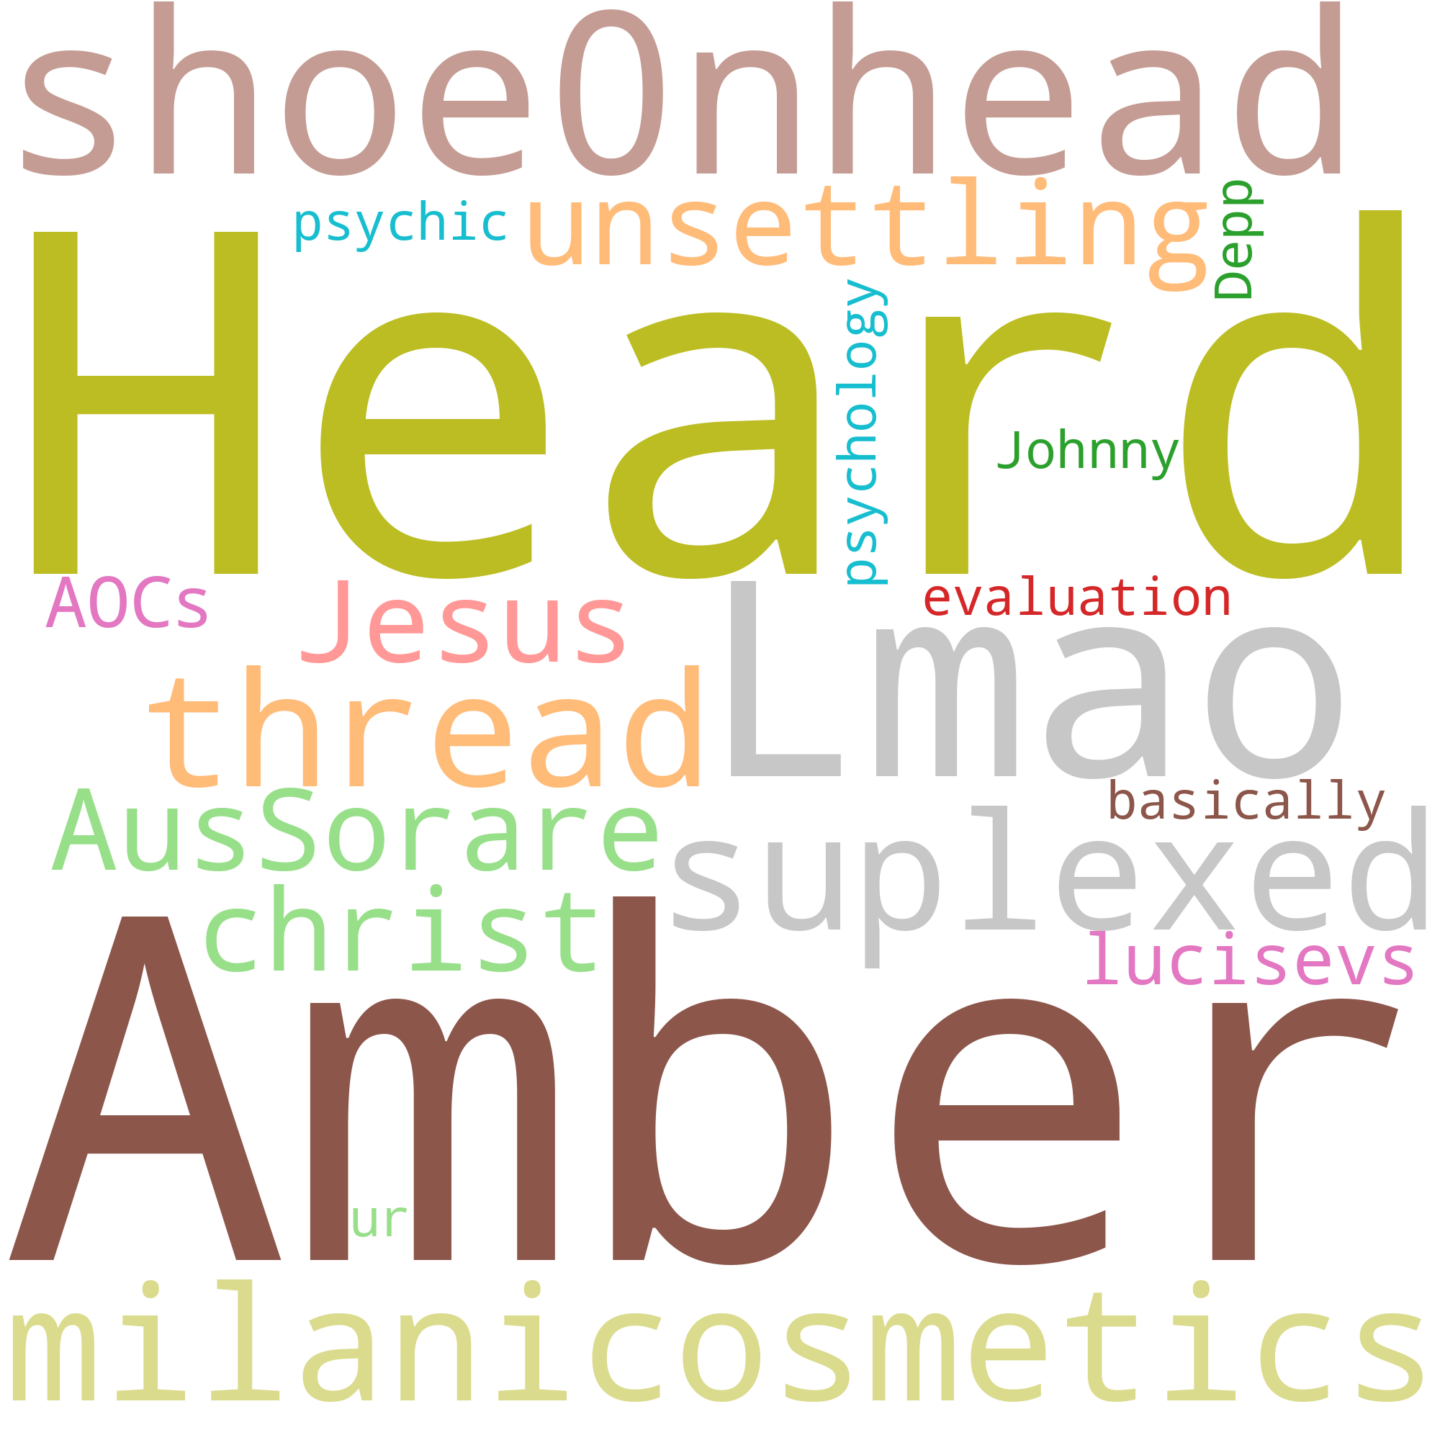 shoe0nhead
psychic
unsettling
Depp
Heard
psychology
Johnny
AOCs
Jesus
evaluation
Lmao
thread
basically
AusSorare
suplexed
christ
lucisevs
Amber
ur
milanicosmetics